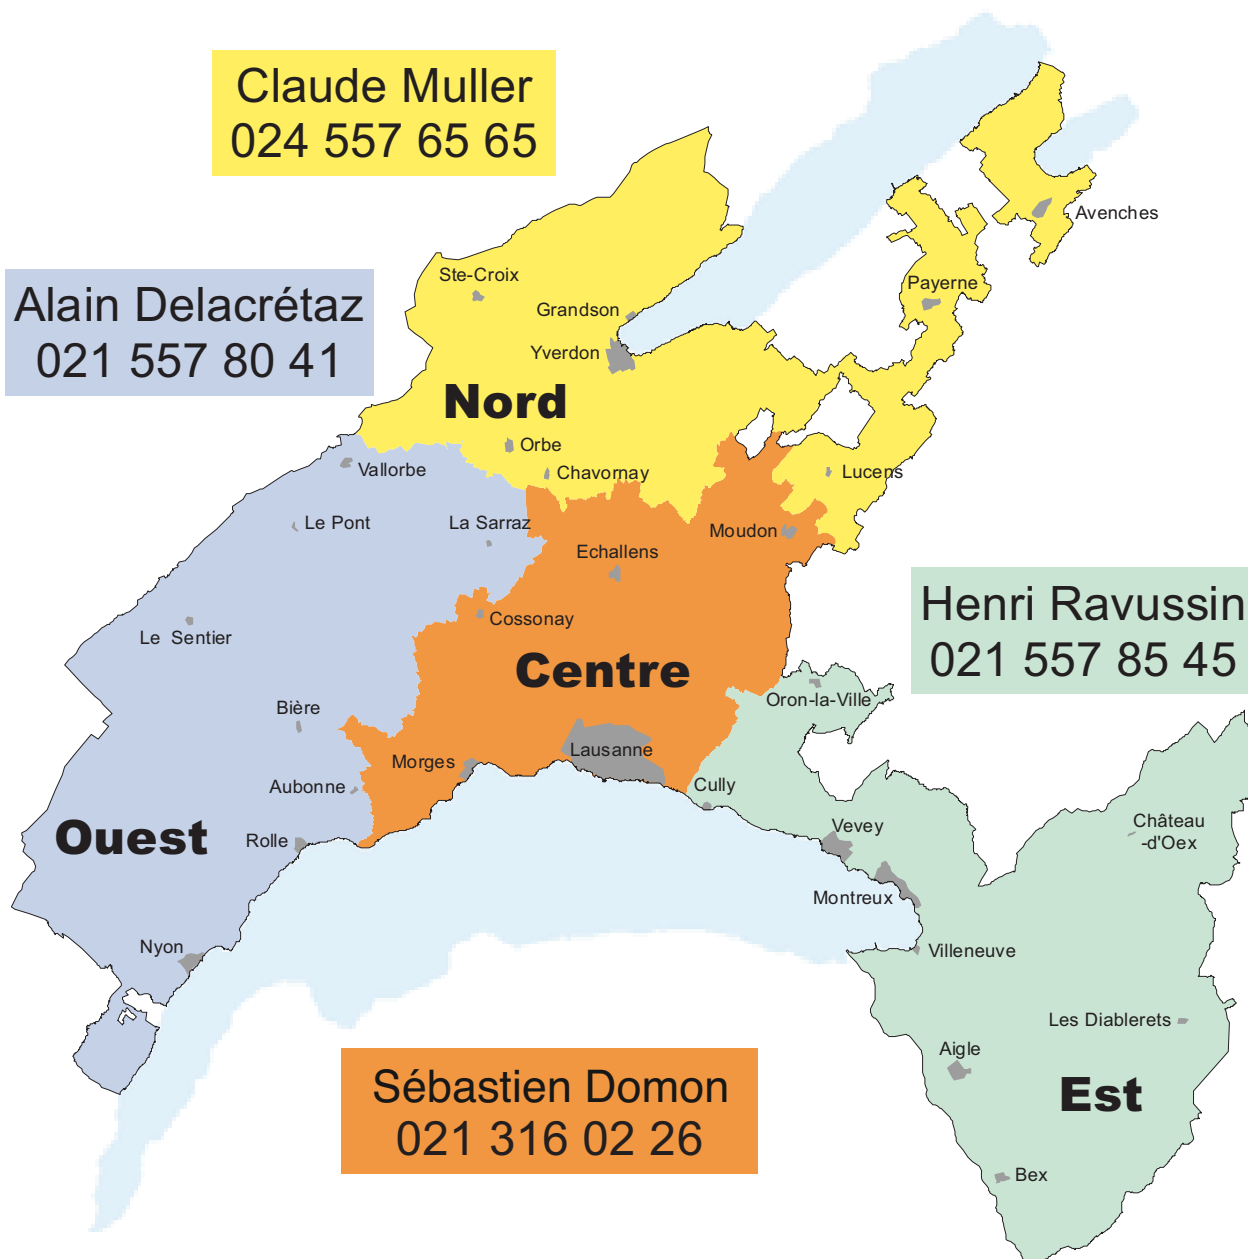 Claude Muller
024 557 65 65
Avenches
Ste-Croix
Payerne
Alain Delacrétaz
021 557 80 41
Grandson
Yverdon
Nord
Orbe
Vallorbe
Chavornay
Lucens
Le Pont
La Sarraz
Moudon
Echallens
Henri Ravussin
021 557 85 45
Cossonay
Le Sentier
Centre
Oron-la-Ville
Bière
Lausanne
Morges
Aubonne
Cully
Château
-d'Oex
Vevey
Ouest
Rolle
Montreux
Nyon
Villeneuve
Les Diablerets
Aigle
Est
Sébastien Domon
021 316 02 26
Bex